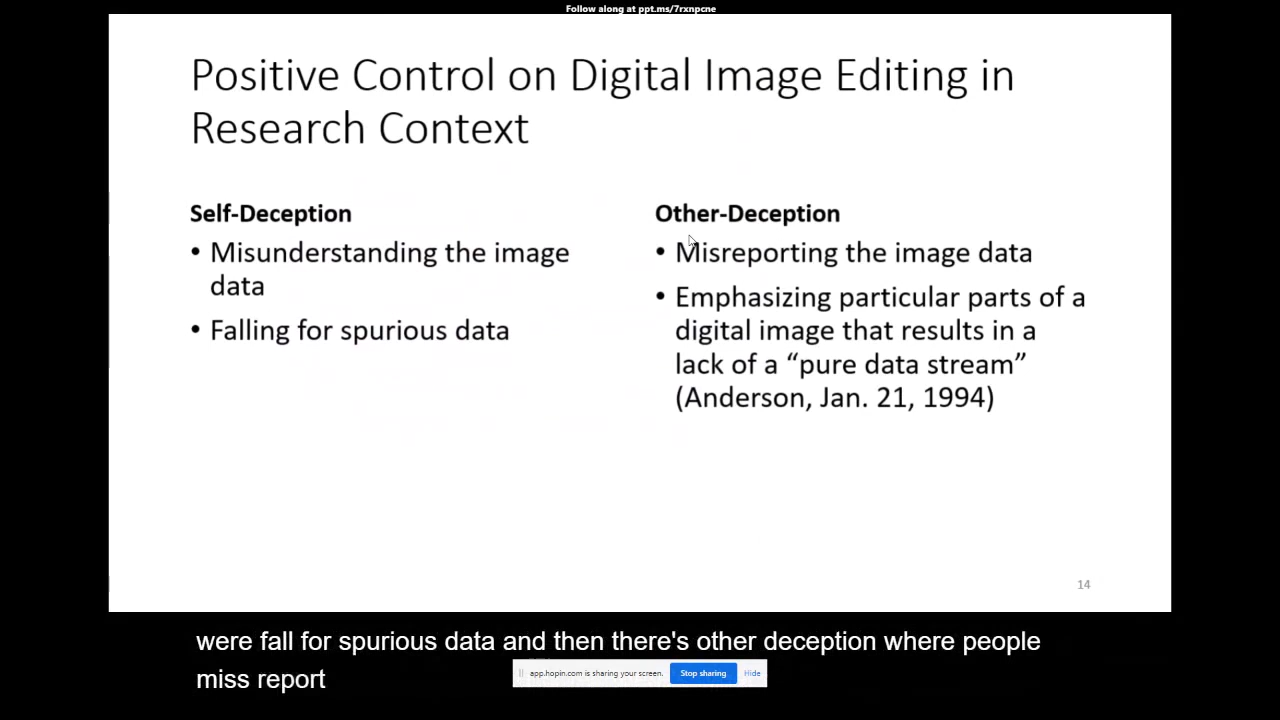 Follow along at ppt.ms/7rxnpcne
Positive Control on Digital Image Editing in
Research Context
Self-Deception
• Misunderstanding the image
data
• Falling for spurious data
Other-Deception
• Misreporting the image data
• Emphasizing particular parts of a
digital image that results in a
lack of a “pure data stream”
(Anderson, Jan. 21, 1994)
14
were fall for spurious data and then there's other deception where people
miss report
app.hopin.com is sharing your screen. Stop sharing Hide